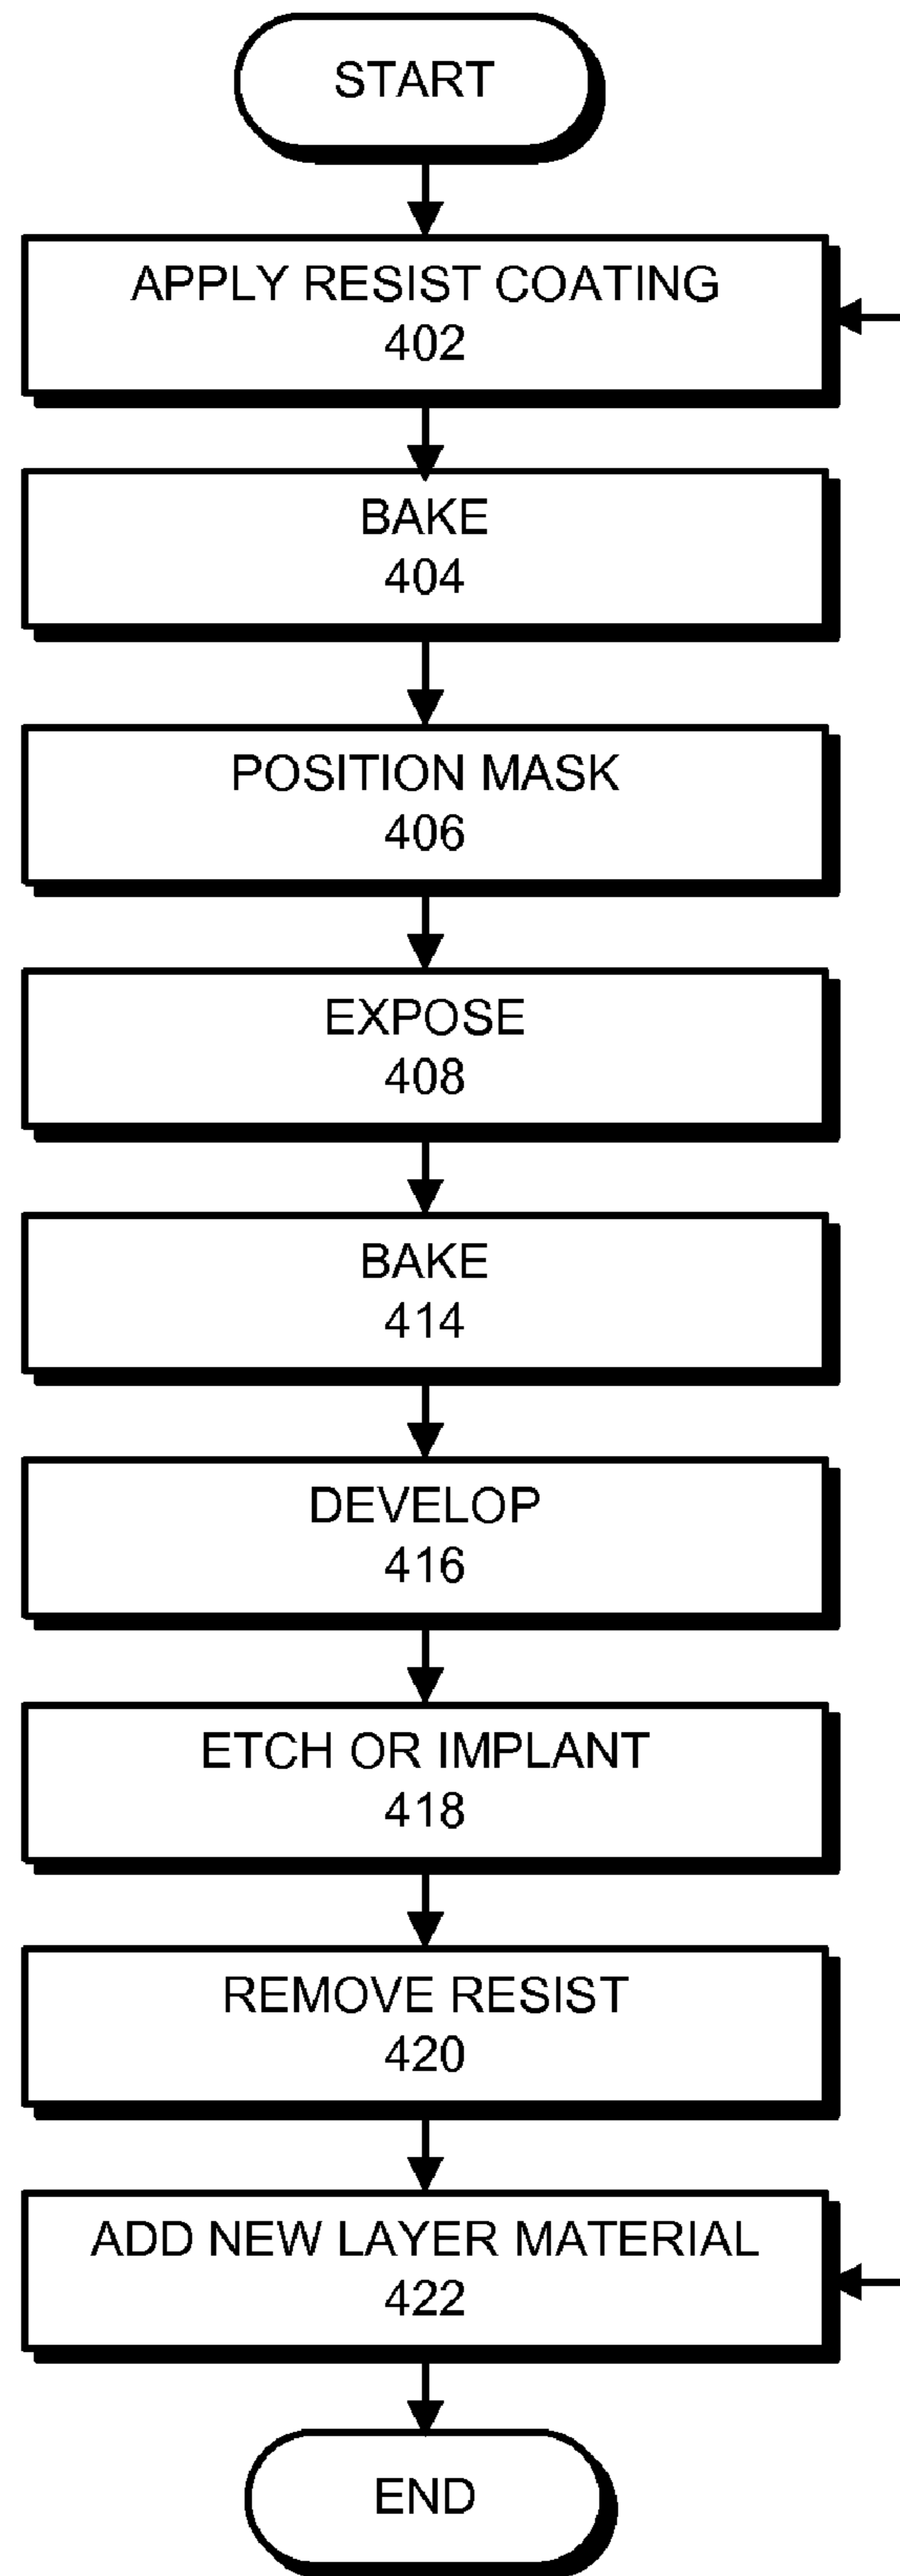 START
APPLY RESIST COATING
402
BAKE
404
POSITION MASK
406
EXPOSE
408
BAKE
414
DEVELOP
416
ETCH OR IMPLANT
418
REMOVE RESIST
420
ADD NEW LAYER MATERIAL
422
END